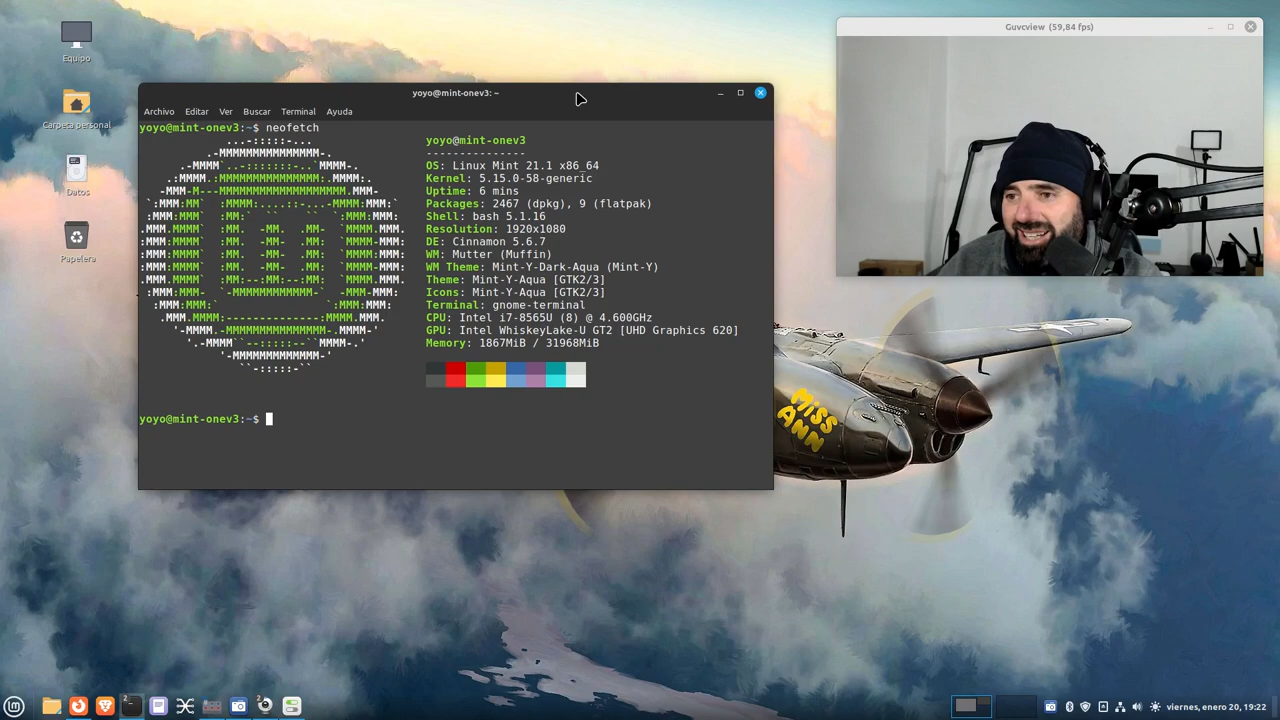 Equipo
Carpeta personal
Datos
Papelera
yoyo@mint-onev3: ~
Archivo Editar Ver Buscar Terminal Ayuda
yoyo@mint-onev3:~$ neofetch
yoyo@mint-onev3
---------------
OS: Linux Mint 21.1 x86_64
Kernel: 5.15.0-58-generic
Uptime: 6 mins
Packages: 2467 (dpkg), 9 (flatpak)
Shell: bash 5.1.16
Resolution: 1920x1080
DE: Cinnamon 5.6.7
WM: Mutter (Muffin)
WM Theme: Mint-Y-Dark-Aqua (Mint-Y)
Theme: Mint-Y-Aqua [GTK2/3]
Icons: Mint-Y-Aqua [GTK2/3]
Terminal: gnome-terminal
CPU: Intel i7-8565U (8) @ 4.600GHz
GPU: Intel WhiskeyLake-U GT2 [UHD Graphics 620]
Memory: 1867MiB / 31968MiB
yoyo@mint-onev3:~$
Guvcview (59,84 fps)
MISS
ANN
2
2
viernes, enero 20, 19:22